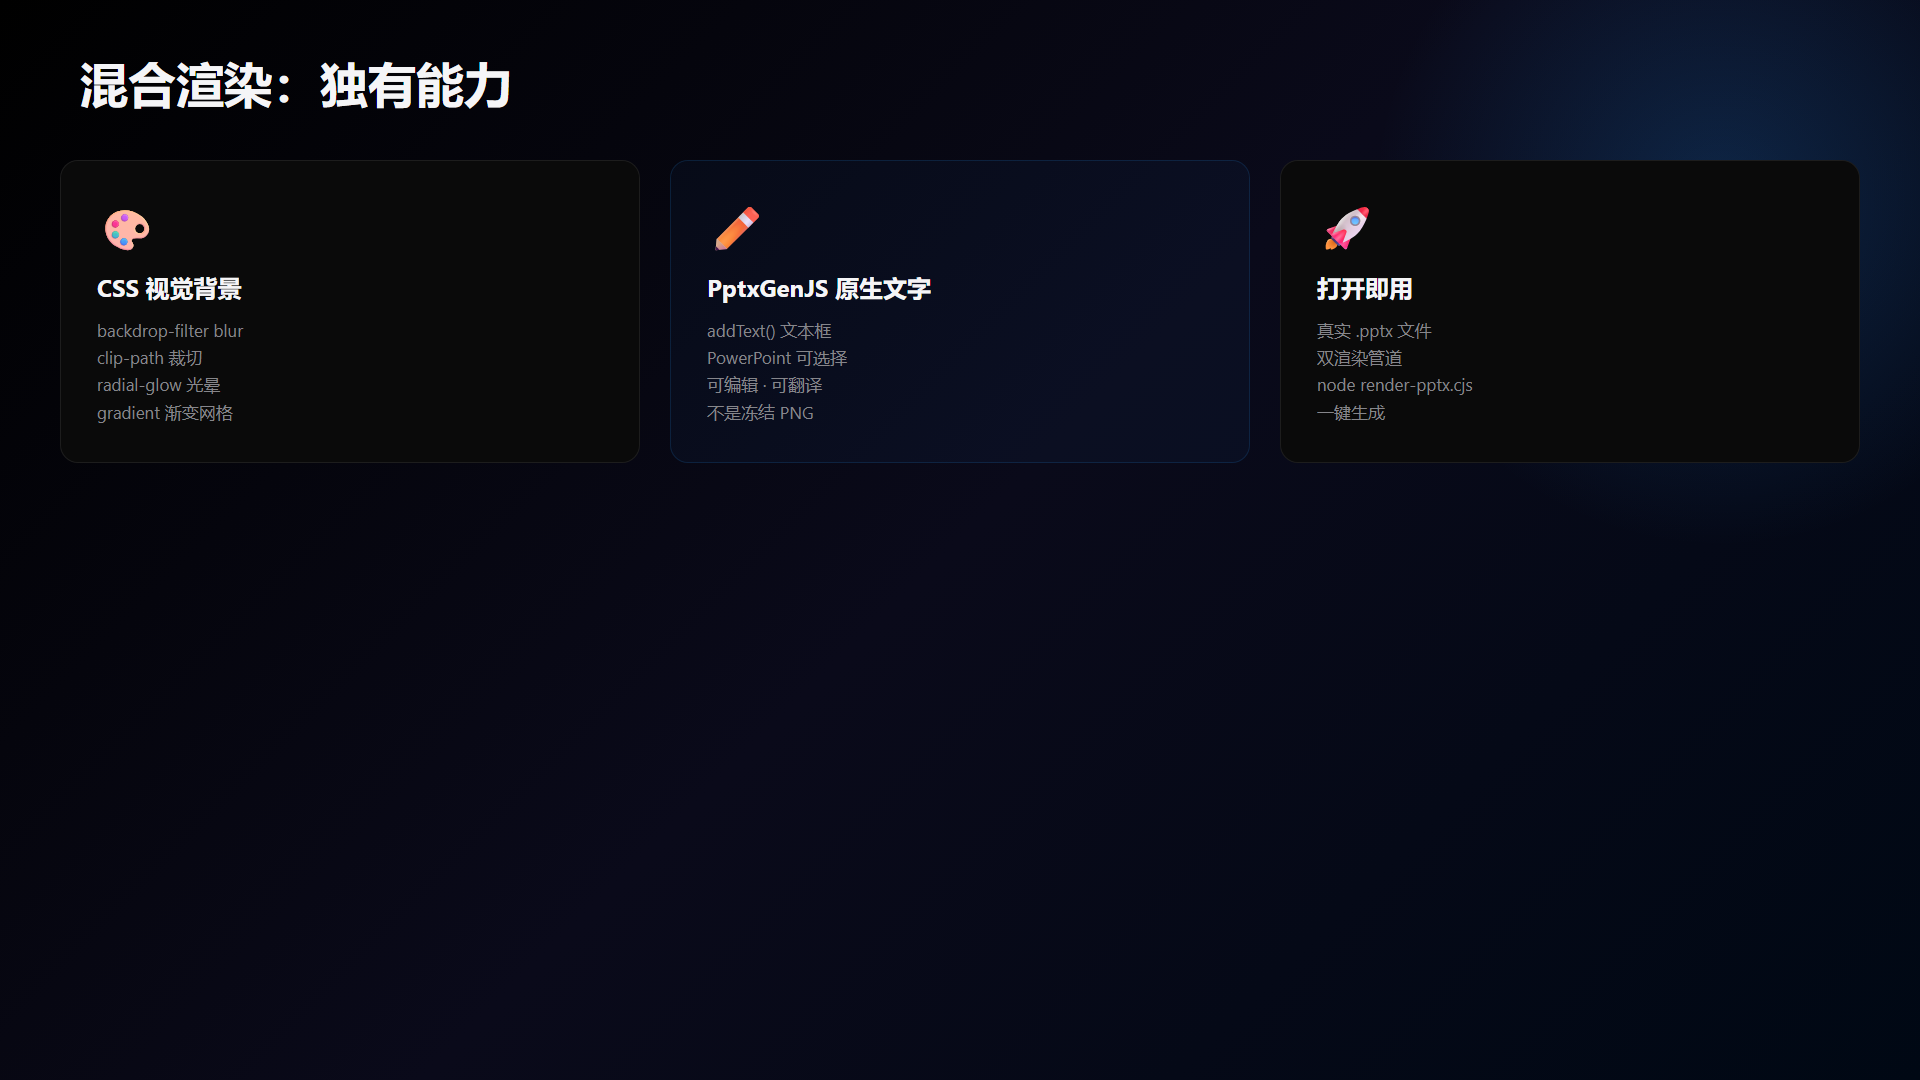 混合渲染：独有能力
CSS 视觉背景
backdrop-filter blur
clip-path 裁切
radial-glow 光晕
gradient 渐变网格
PptxGenJS 原生文字
addText() 文本框
PowerPoint 可选择
可编辑 · 可翻译
不是冻结 PNG
打开即用
真实 .pptx 文件
双渲染管道
node render-pptx.cjs
一键生成